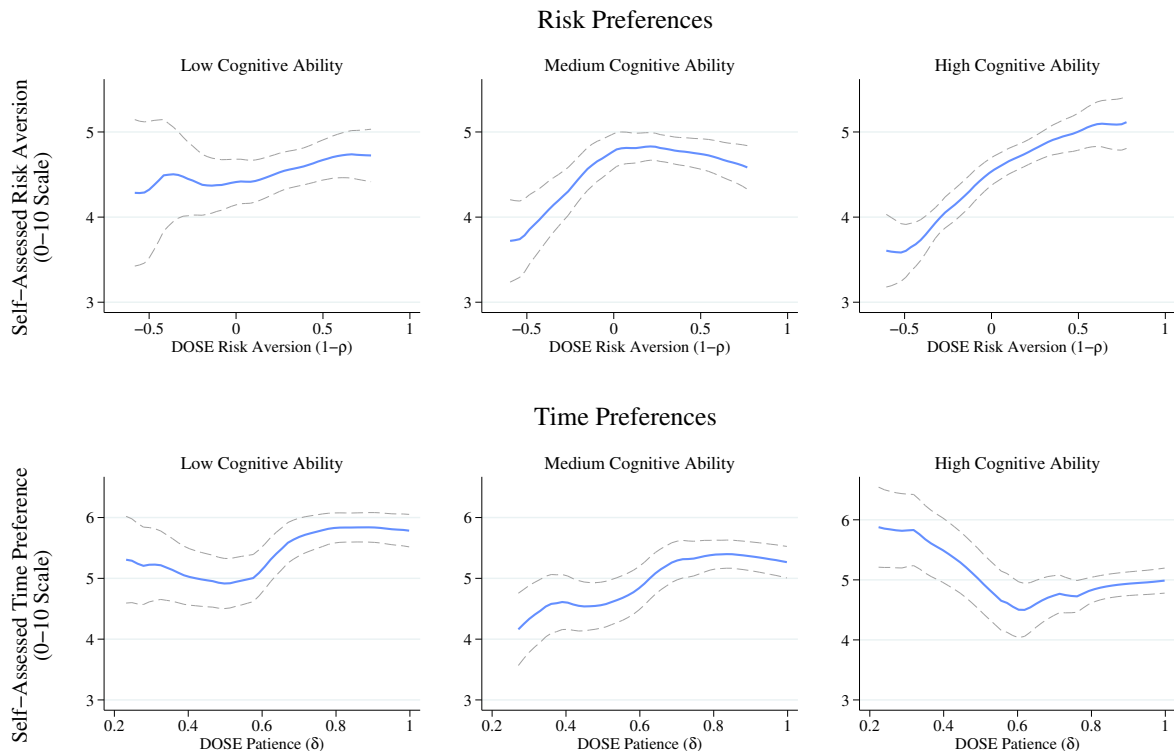 Risk Preferences
Self−Assessed Risk Aversion
(0−10 Scale)
Low Cognitive Ability
5
4
3
−0.5 0 0.5 1
DOSE Risk Aversion (1−ρ)
Medium Cognitive Ability
5
4
3
−0.5 0 0.5 1
DOSE Risk Aversion (1−ρ)
High Cognitive Ability
5
4
3
−0.5 0 0.5 1
DOSE Risk Aversion (1−ρ)
Time Preferences
Self−Assessed Time Preference
(0−10 Scale)
Low Cognitive Ability
6
5
4
3
0.2 0.4 0.6 0.8 1
DOSE Patience (δ)
Medium Cognitive Ability
6
5
4
3
0.2 0.4 0.6 0.8 1
DOSE Patience (δ)
High Cognitive Ability
6
5
4
3
0.2 0.4 0.6 0.8 1
DOSE Patience (δ)